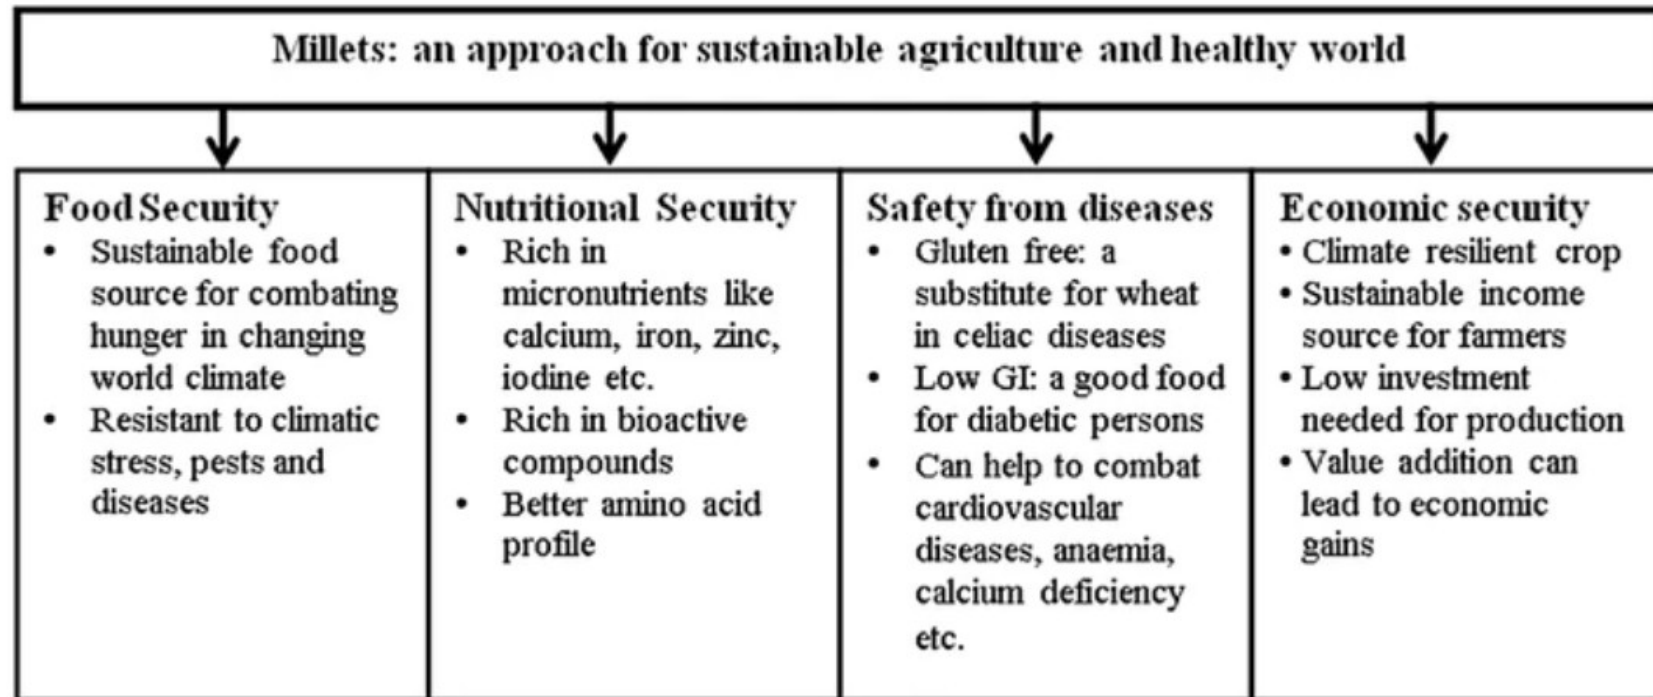 Millets: an approach for sustainable agriculture and healthy world
Food Security
• Sustainable food
source for combating
hunger in changing
world climate
• Resistant to climatic
stress, pests and
diseases
Nutritional Security
• Rich in
micronutrients like
calcium, iron, zinc,
iodine etc.
• Rich in bioactive
compounds
• Better amino acid
profile
Safety from diseases
• Gluten free: a
substitute for wheat
in celiac diseases
• Low GI: a good food
for diabetic persons
• Can help to combat
cardiovascular
diseases, anaemia,
calcium deficiency
etc.
Economic security
• Climate resilient crop
• Sustainable income
source for farmers
• Low investment
needed for production
• Value addition can
lead to economic
gains